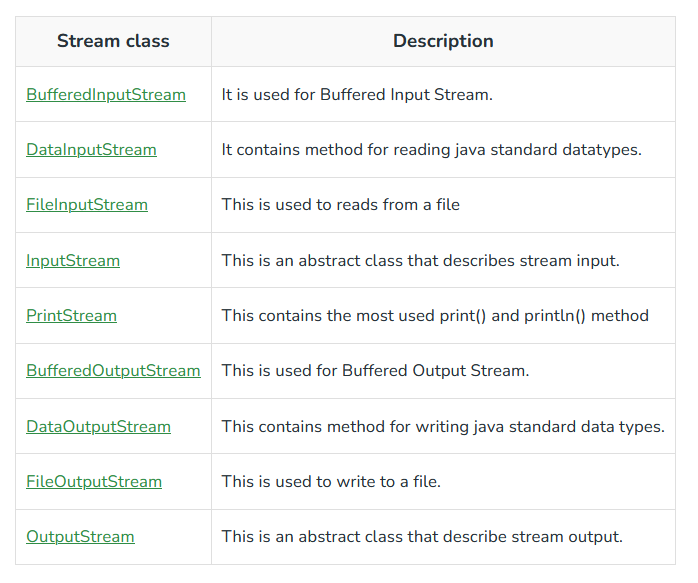 Stream class Description
BufferedInputStream It is used for Buffered Input Stream.
DataInputStream It contains method for reading java standard datatypes.
FileInputStream This is used to reads from a file
InputStream This is an abstract class that describes stream input.
PrintStream This contains the most used print() and println() method
BufferedOutputStream This is used for Buffered Output Stream.
DataOutputStream This contains method for writing java standard data types.
FileOutputStream This is used to write to a file.
OutputStream This is an abstract class that describe stream output.